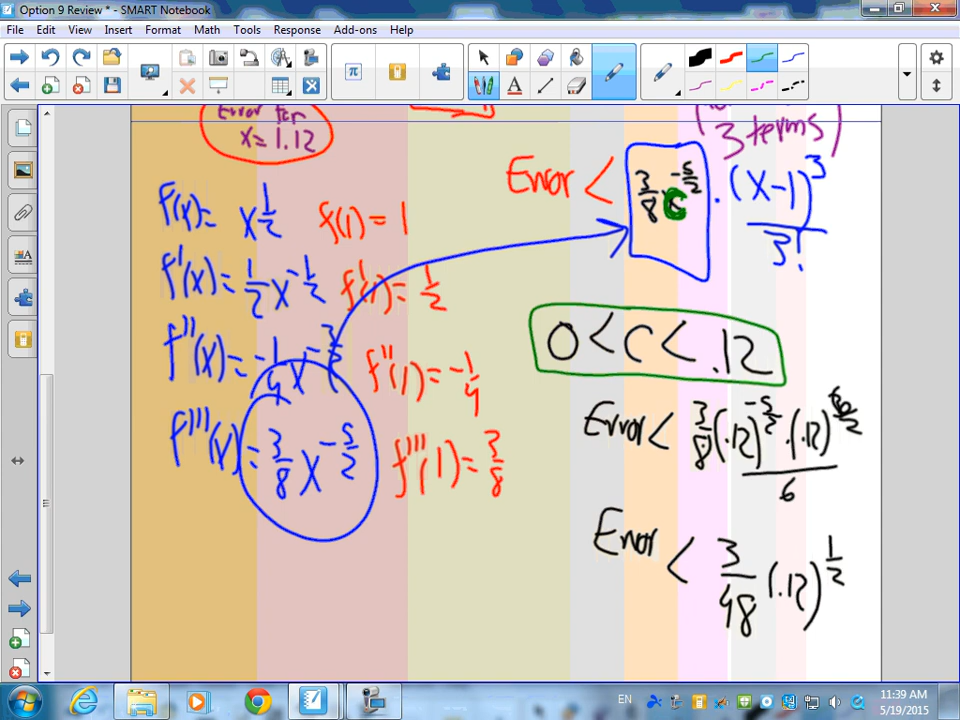 Option 9 Review * - SMART Notebook
File Edit View Insert Format Math Tools Response Add-ons Help
Error for
x = 1.12
3 terms
Error < 3/8 c^(-5/2) · (x-1)^3 / 3!
f(x) = x^(1/2) f(1) = 1
f'(x) = 1/2 x^(-1/2) f'(1) = 1/2
0 < c < .12
f''(x) = -1/4 x^(-3/2) f''(1) = -1/4
Error < 3/8 (.12)^(-5/2) · (.12)^(6/2) / 6
f'''(x) = 3/8 x^(-5/2) f'''(1) = 3/8
Error < 3/48 (.12)^(1/2)
EN
11:39 AM
5/19/2015